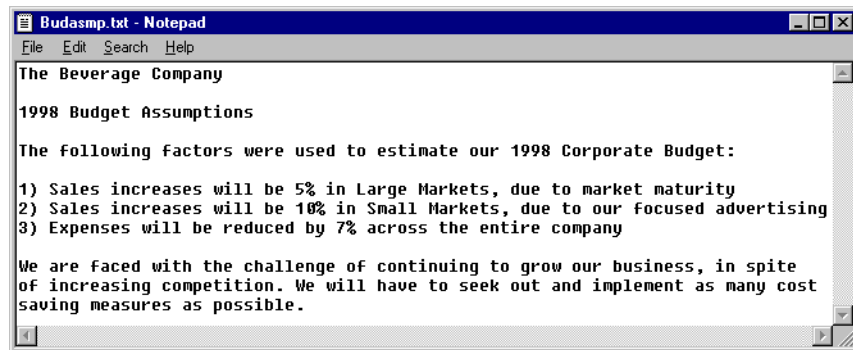 Budasmp.txt - Notepad
File Edit Search Help
The Beverage Company
1998 Budget Assumptions
The following factors were used to estimate our 1998 Corporate Budget:
1) Sales increases will be 5% in Large Markets, due to market maturity
2) Sales increases will be 10% in Small Markets, due to our focused advertising
3) Expenses will be reduced by 7% across the entire company
We are faced with the challenge of continuing to grow our business, in spite
of increasing competition. We will have to seek out and implement as many cost
saving measures as possible.